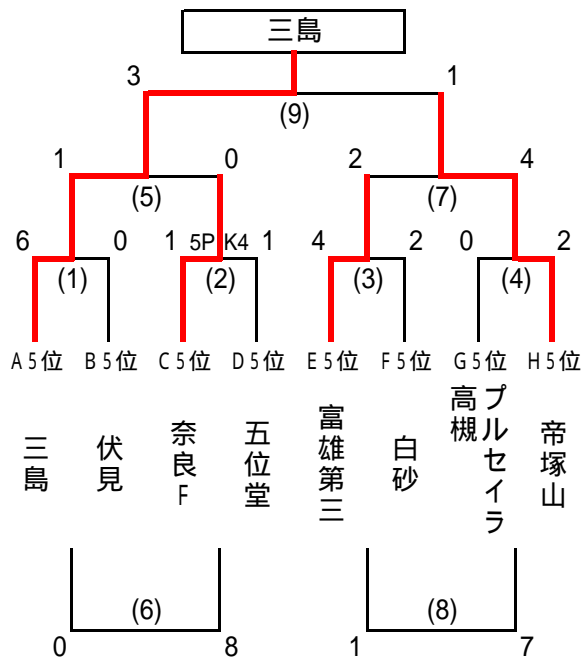 三島
3 1
(9)
1 0 2 4
(5) (7)
6 0 1 5P K4 1 4 2 0 2
(1) (2) (3) (4)
A5位 B5位 C5位 D5位 E5位 F5位 G5位 H5位
三島
伏見
奈良F
五位堂
富雄第三
白砂
高槻
プルセイラ
帝塚山
(6) (8)
0 8 1 7